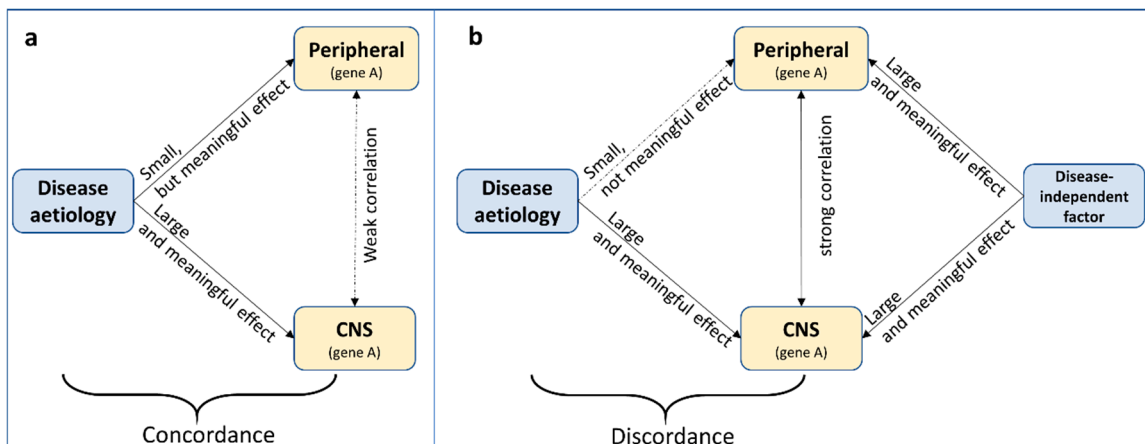 a
Peripheral
(gene A)
Small,
but meaningful effect
Disease
aetiology
Weak correlation
Large
and meaningful effect
CNS
(gene A)
Concordance
b
Peripheral
(gene A)
Small,
not meaningful effect
Large
and meaningful effect
Disease
aetiology
strong correlation
Disease-
independent
factor
Large
and meaningful effect
Large
and meaningful effect
CNS
(gene A)
Discordance